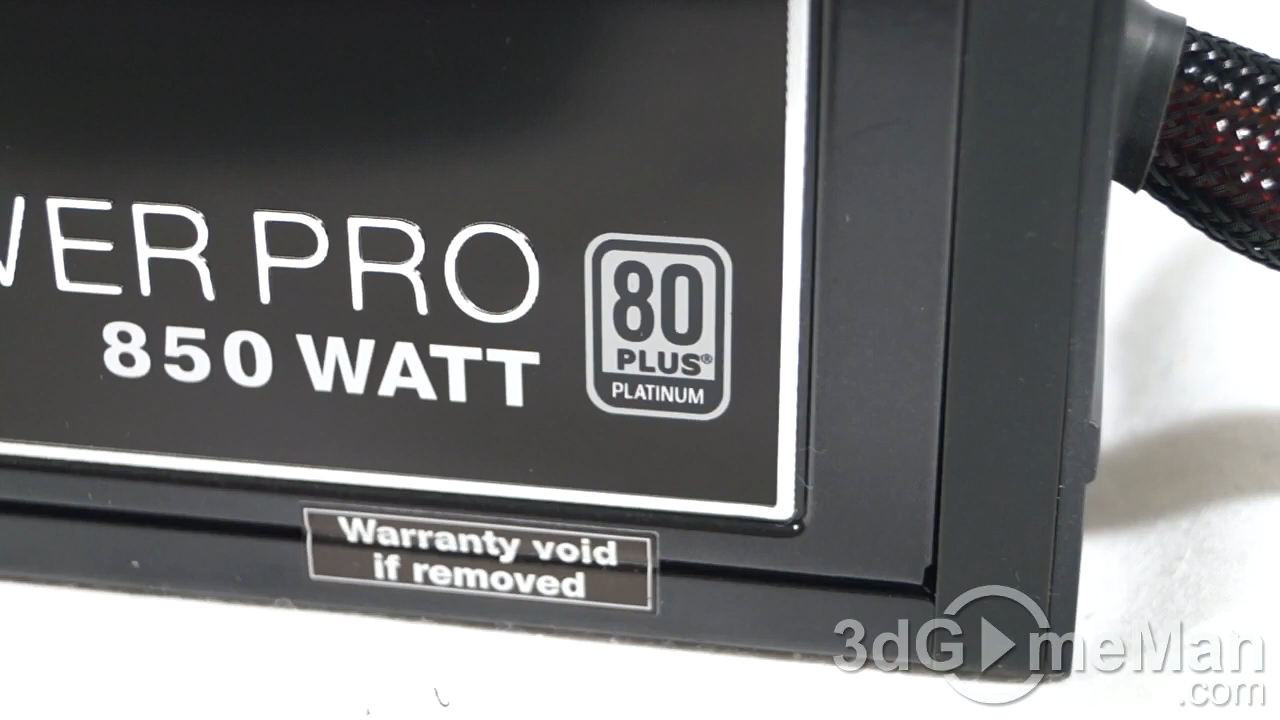 WER PRO
850 WATT
80
PLUS®
PLATINUM
Warranty void
if removed
3dGameMan
.com